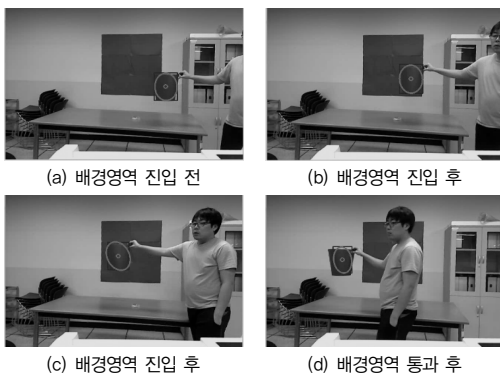 (a) 배경영역 진입 전
(b) 배경영역 진입 후
(c) 배경영역 진입 후
(d) 배경영역 통과 후